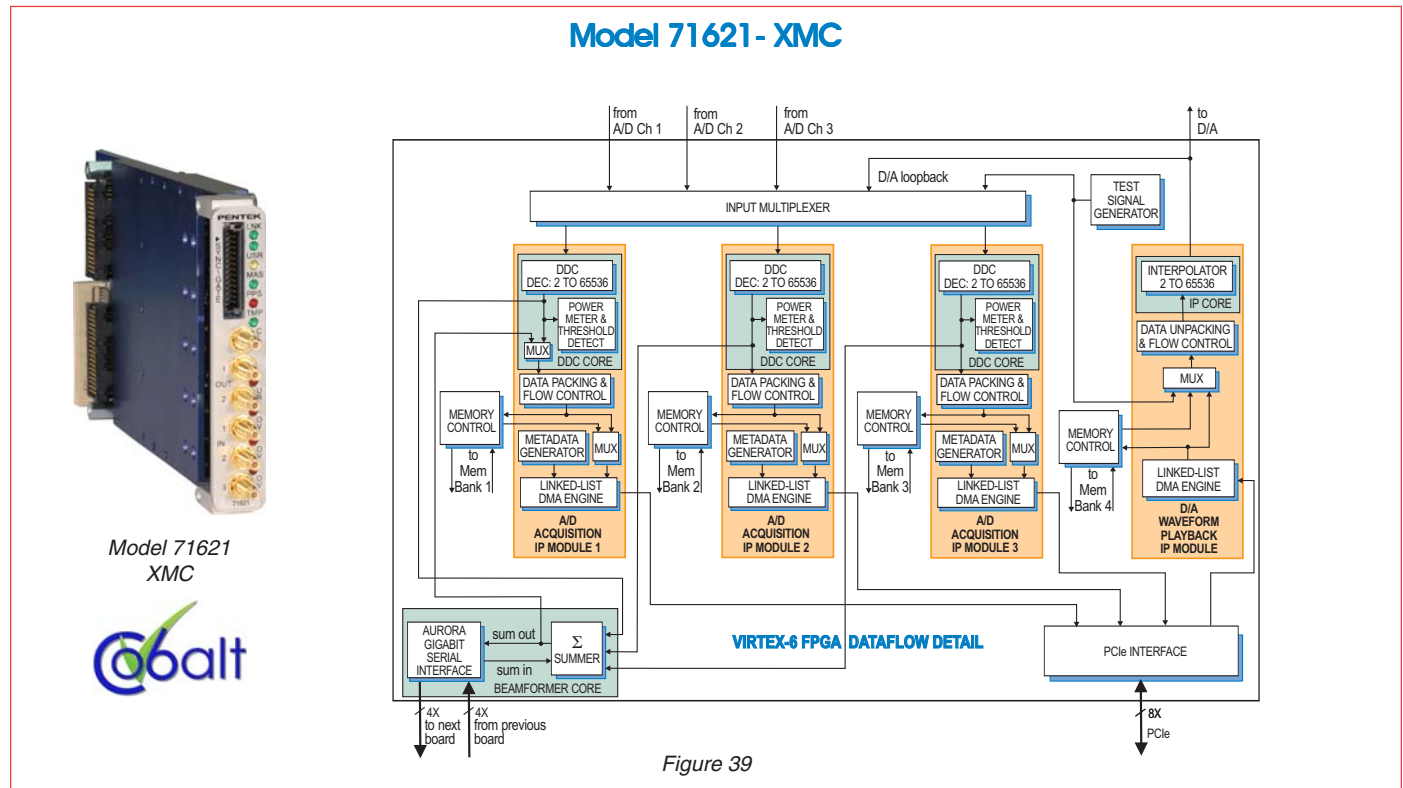 Model 71621- XMC
from
A/D Ch 1
from
A/D Ch 2
from
A/D Ch 3
to
D/A
D/A loopback
INPUT MULTIPLEXER
TEST
SIGNAL
GENERATOR
DDC
DEC: 2 TO 65536
POWER
METER &
THRESHOLD
DETECT
MUX
DDC CORE
DATA PACKING &
FLOW CONTROL
MEMORY
CONTROL
METADATA
GENERATOR
MUX
to
Mem
Bank 1
LINKED-LIST
DMA ENGINE
A/D
ACQUISITION
IP MODULE 1
DDC
DEC: 2 TO 65536
POWER
METER &
THRESHOLD
DETECT
DDC CORE
DATA PACKING &
FLOW CONTROL
MEMORY
CONTROL
METADATA
GENERATOR
MUX
to
Mem
Bank 2
LINKED-LIST
DMA ENGINE
A/D
ACQUISITION
IP MODULE 2
DDC
DEC: 2 TO 65536
POWER
METER &
THRESHOLD
DETECT
DDC CORE
DATA PACKING &
FLOW CONTROL
MEMORY
CONTROL
METADATA
GENERATOR
MUX
to
Mem
Bank 3
LINKED-LIST
DMA ENGINE
A/D
ACQUISITION
IP MODULE 3
INTERPOLATOR
2 TO 65536
IP CORE
DATA UNPACKING
& FLOW CONTROL
MUX
MEMORY
CONTROL
to
Mem
Bank 4
LINKED-LIST
DMA ENGINE
D/A
WAVEFORM
PLAYBACK
IP MODULE
PENTEK
LNK
USR
MAS
PPS
TMP
SYNC/GATE
1
OUT
2
1
IN
2
3
71621
Model 71621
XMC
Cobalt
AURORA
GIGABIT
SERIAL
INTERFACE
sum out
sum in
Σ
SUMMER
BEAMFORMER CORE
VIRTEX-6 FPGA DATAFLOW DETAIL
PCIe INTERFACE
4X
to next
board
4X
from previous
board
8X
PCIe
Figure 39